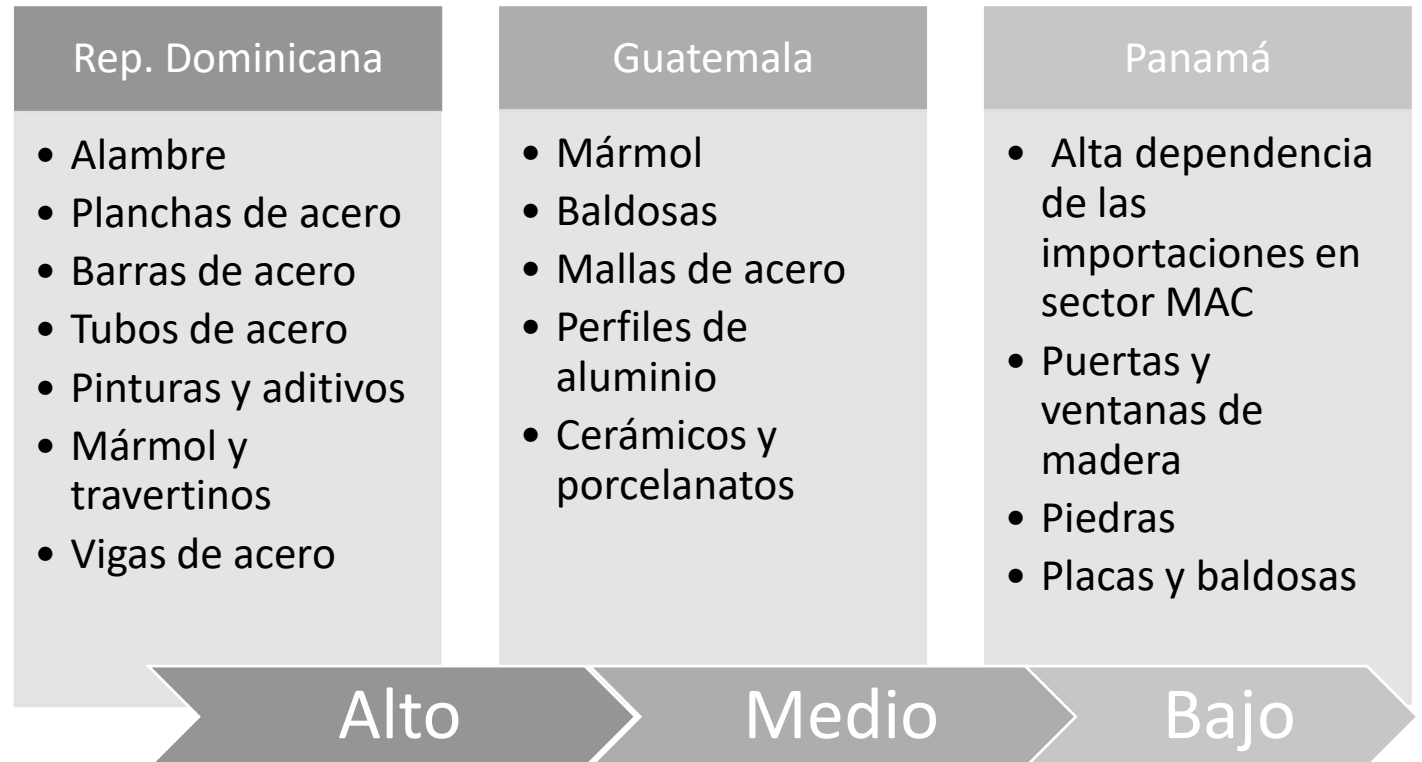 Rep. Dominicana
• Alambre
• Planchas de acero
• Barras de acero
• Tubos de acero
• Pinturas y aditivos
• Mármol y
travertinos
• Vigas de acero
Guatemala
• Mármol
• Baldosas
• Mallas de acero
• Perfiles de
aluminio
• Cerámicos y
porcelanatos
Panamá
• Alta dependencia
de las
importaciones en
sector MAC
• Puertas y
ventanas de
madera
• Piedras
• Placas y baldosas
Alto
Medio
Bajo